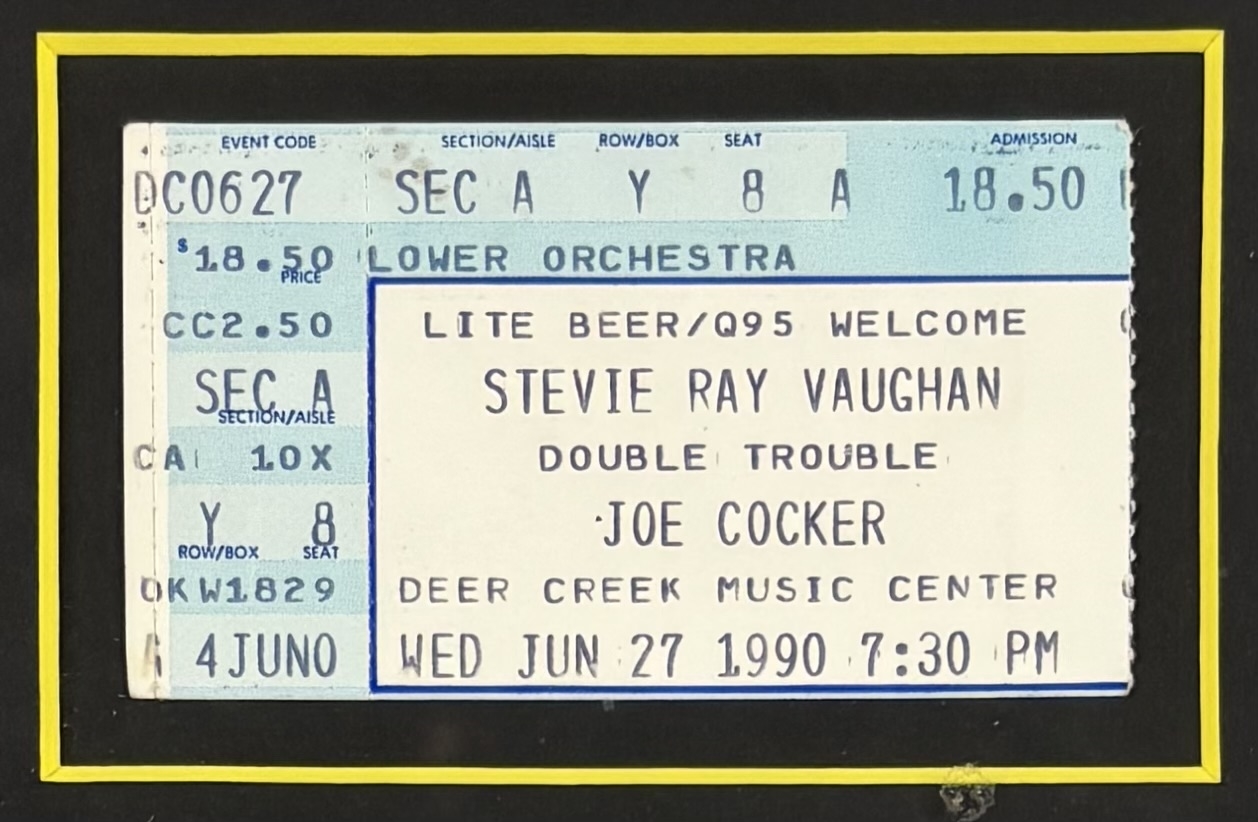 EVENT CODE SECTION/AISLE ROW/BOX SEAT ADMISSION
DC0627 SEC A Y 8 A 18.50
$18.50 LOWER ORCHESTRA
PRICE
CC2.50 LITE BEER/Q95 WELCOME
SEC A STEVIE RAY VAUGHAN
SECTION/AISLE
CA 10X DOUBLE TROUBLE
Y 8 JOE COCKER
ROW/BOX SEAT
OKW1829 DEER CREEK MUSIC CENTER
4JUN0 WED JUN 27 1990 7:30 PM